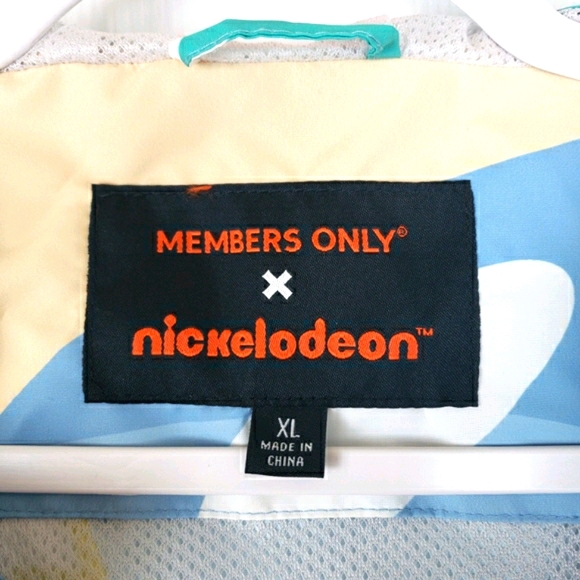 MEMBERS ONLY®
X
nickelodeon™
XL
MADE IN
CHINA